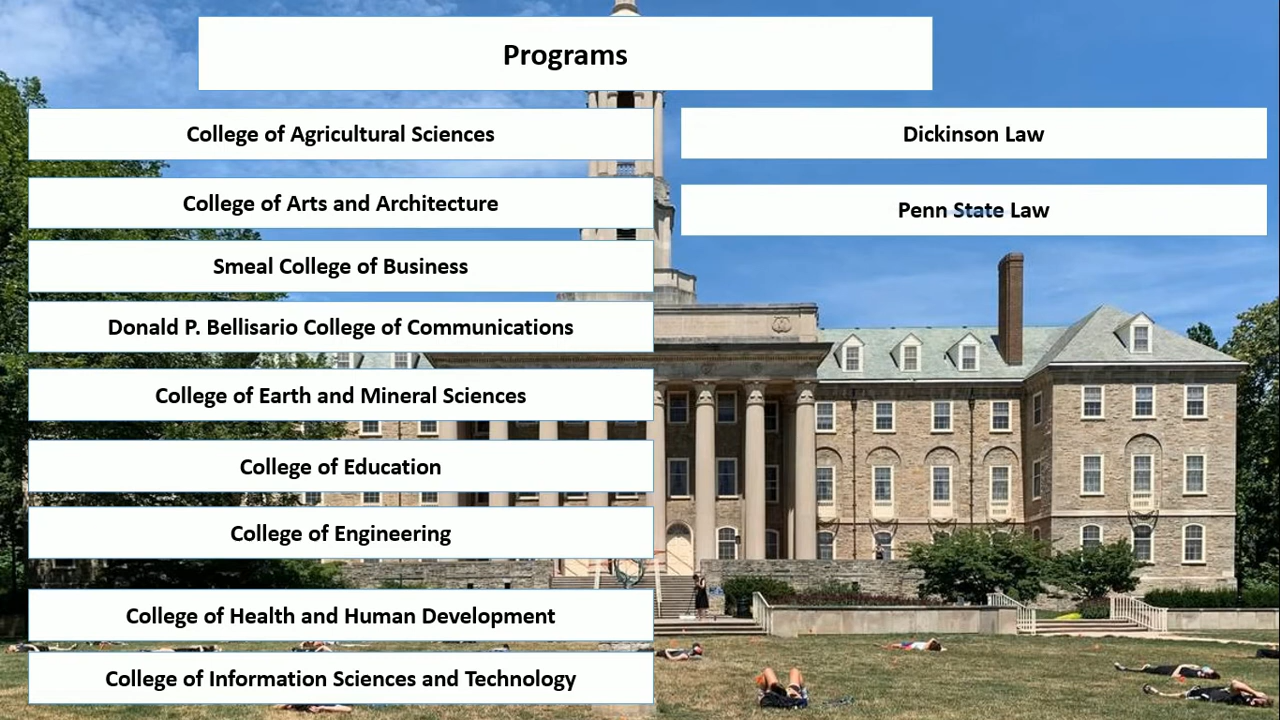 Programs
College of Agricultural Sciences
College of Arts and Architecture
Smeal College of Business
Donald P. Bellisario College of Communications
College of Earth and Mineral Sciences
College of Education
College of Engineering
College of Health and Human Development
College of Information Sciences and Technology
Dickinson Law
Penn State Law